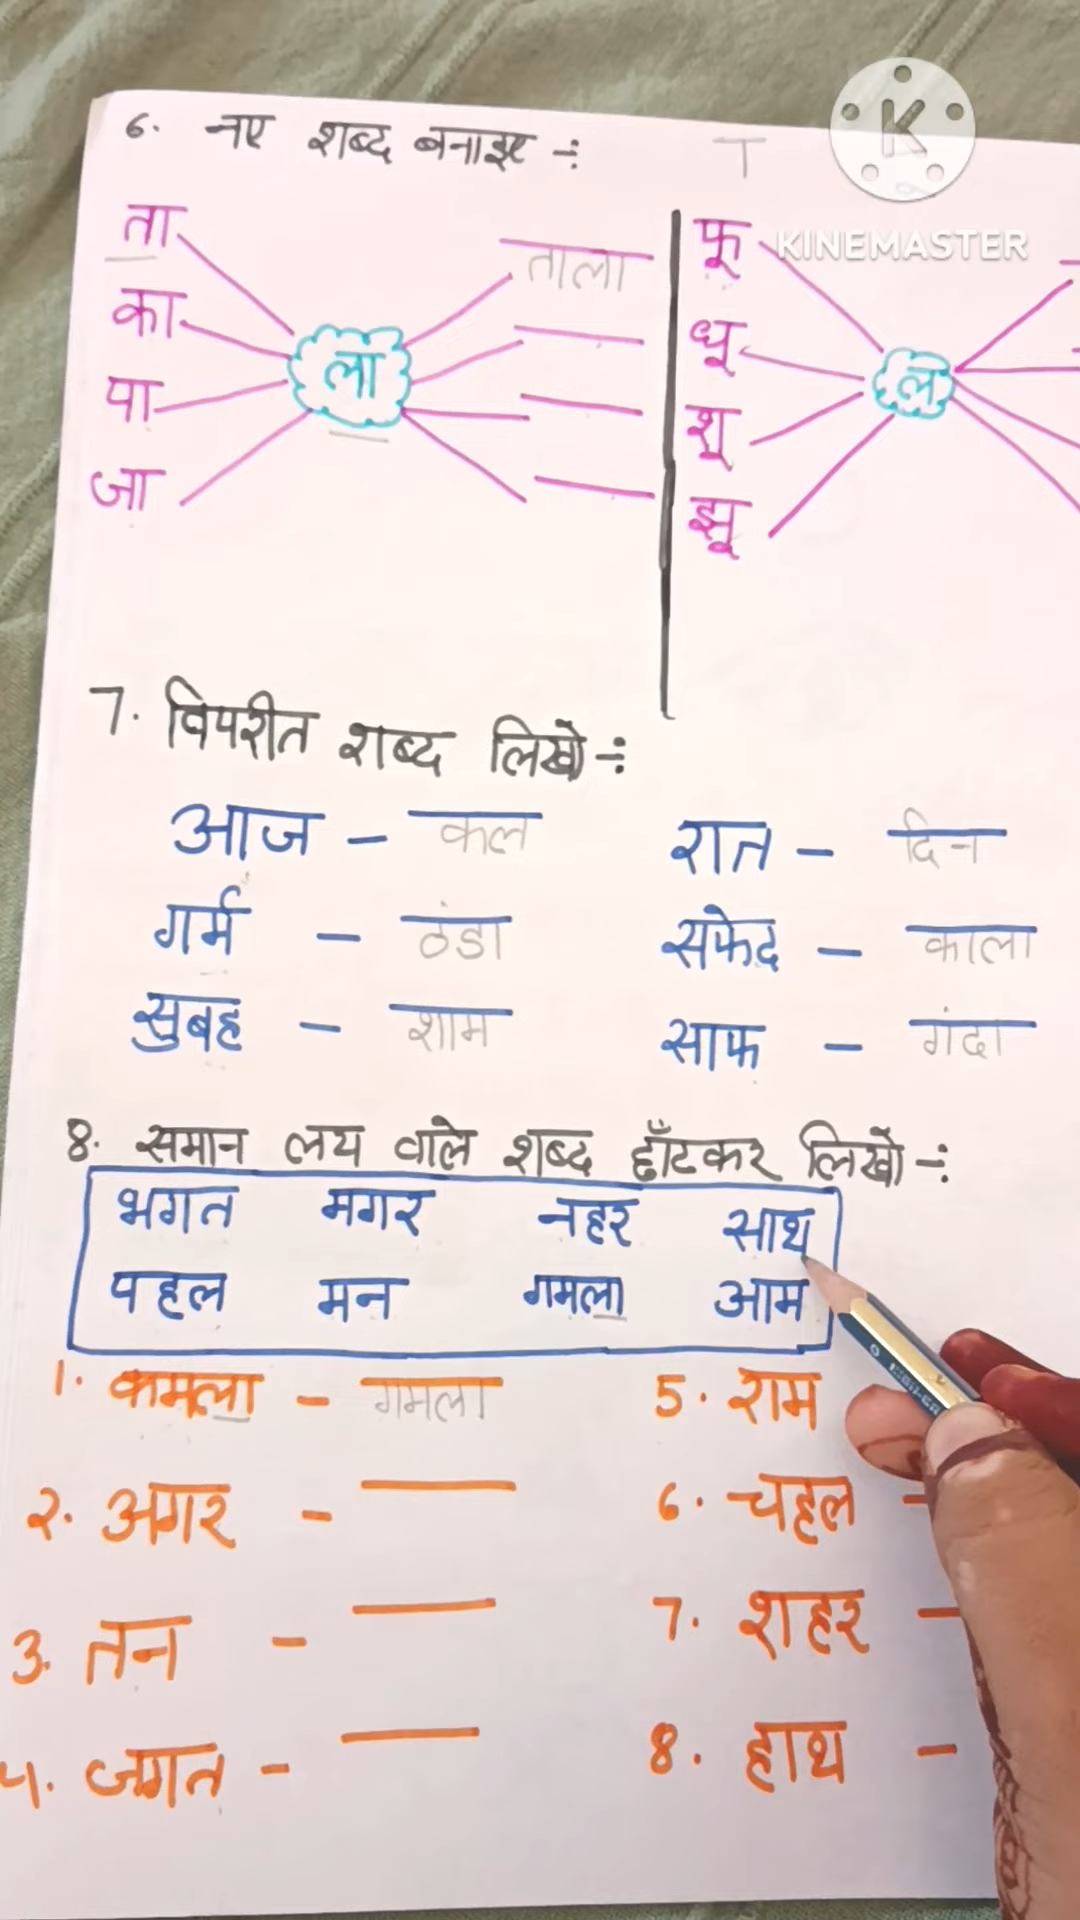 6. नए शब्द बनाइए -:
K
KINEMASTER
ता
का
पा
जा
ला
ताला
फू
धू
शू
झू
ल
7. विपरीत शब्द लिखो -:
आज - कल रात - दिन
गर्म - ठंडा सफेद - काला
सुबह - शाम साफ - गंदा
8. समान लय वाले शब्द छाँटकर लिखों -:
भगत मगर नहर साथ
पहल मन गमला आम
1. कमला - गमला 5. राम
२. अगर - 6. चहल -
3. तन - 7. शहर -
4. जगत - 8. हाथ -